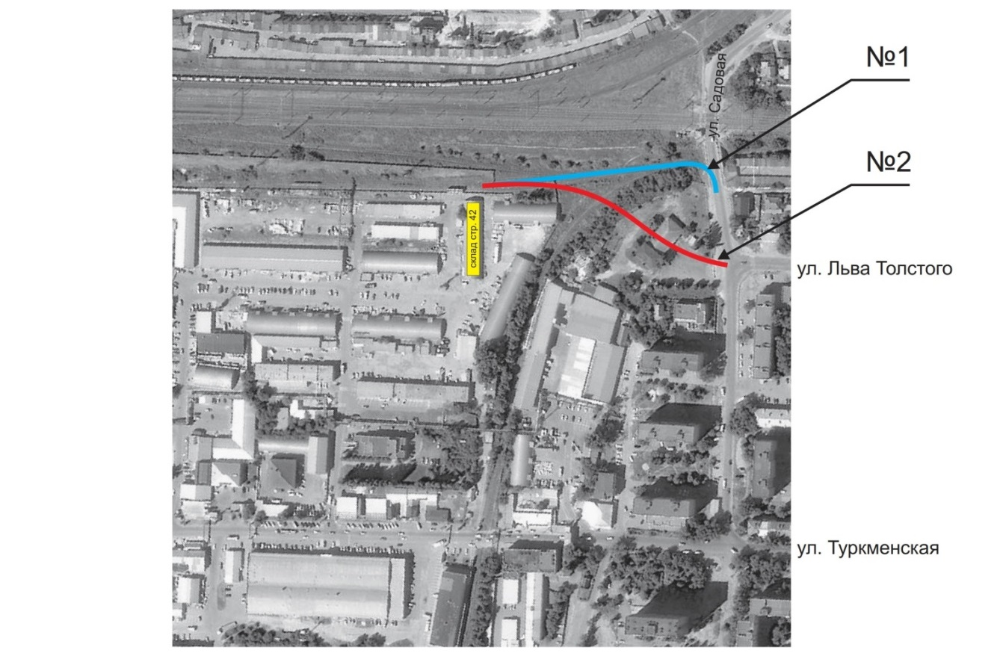 №1
ул. Садовая
№2
склад стр. 42
ул. Льва Толстого
ул. Туркменская